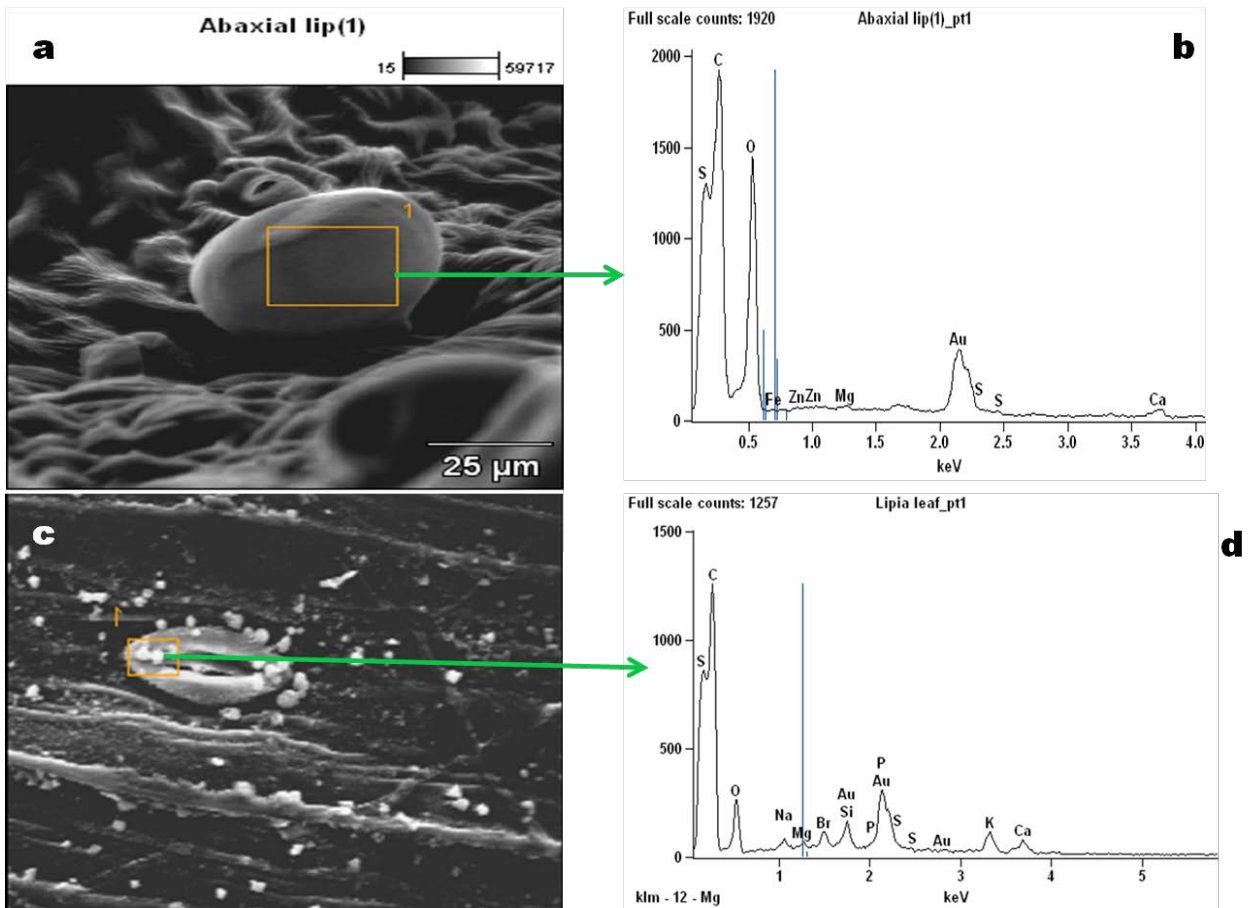 Abaxial lip(1)
a
15 59717
1
25 µm
Full scale counts: 1920 Abaxial lip(1)_pt1
b
2000
1500
1000
500
0
C
S
O
Fe Zn Zn Mg
Au
S
S
Ca
0.5 1.0 1.5 2.0 2.5 3.0 3.5 4.0
keV
c
1
Full scale counts: 1257 Lipia leaf_pt1
d
1500
1000
500
0
C
S
O
Na
Mg
Br
Au
Si
P
P
Au
S
S
Au
K
Ca
1 2 3 4 5
klm - 12 - Mg keV